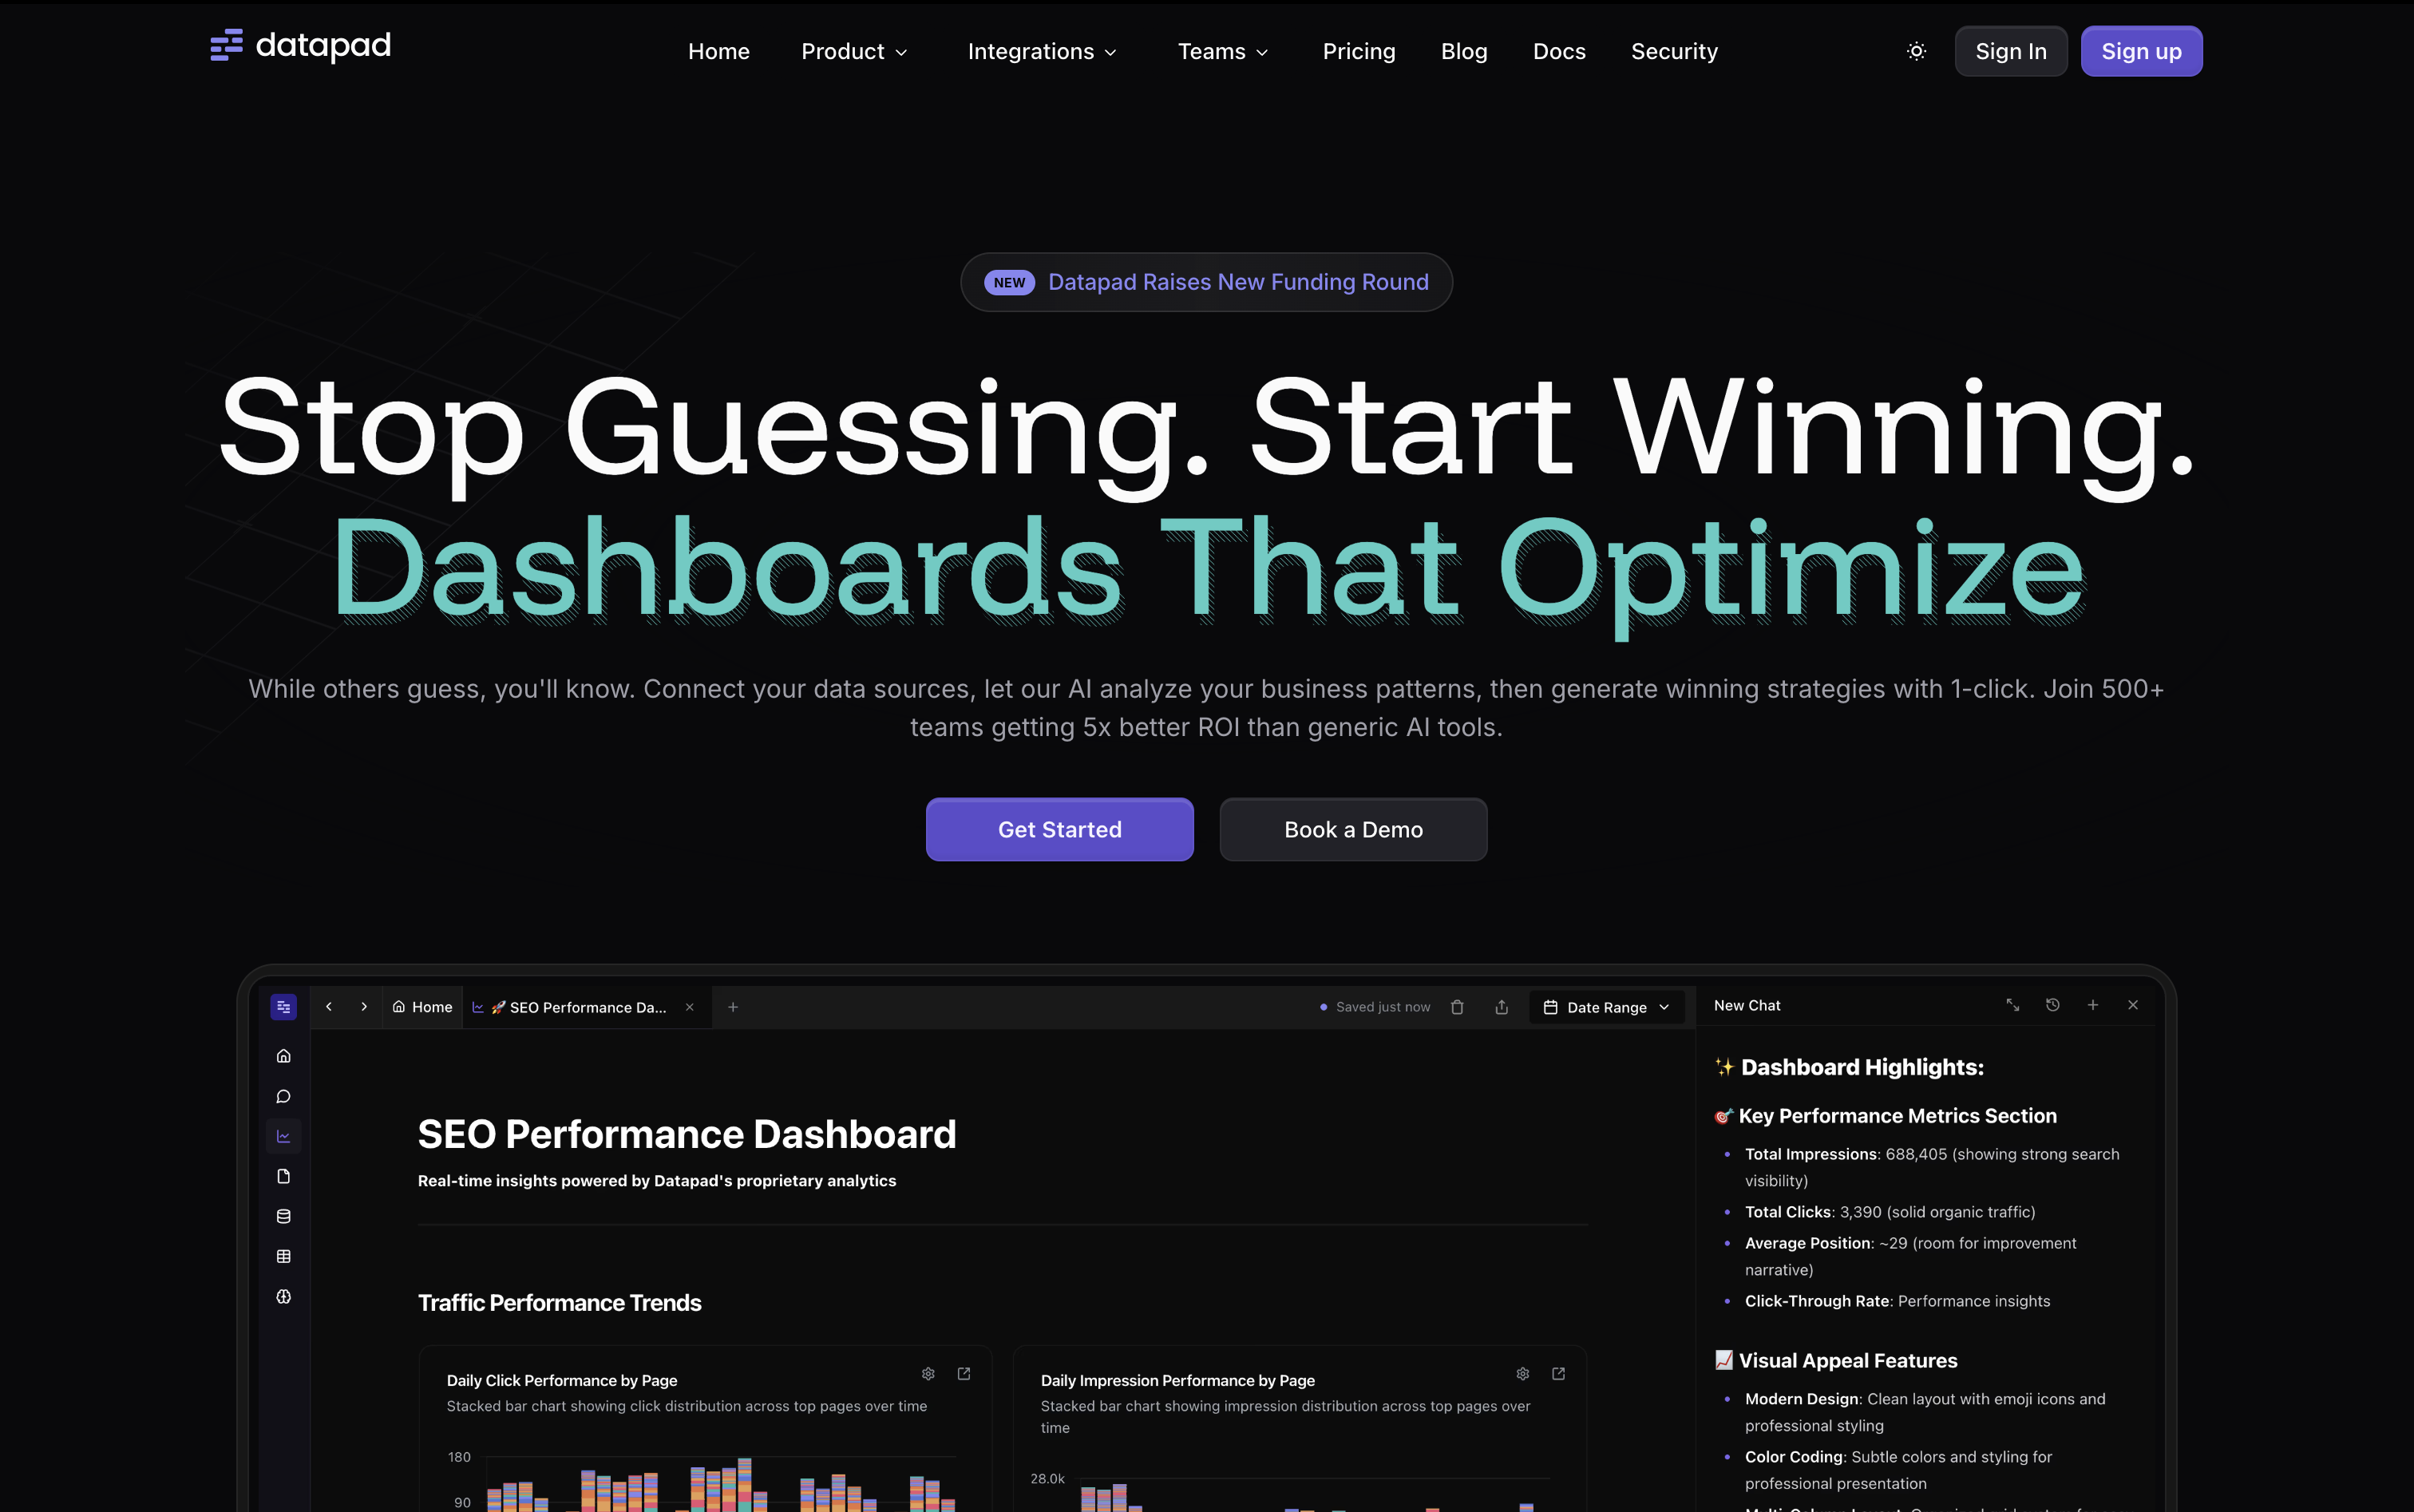 datapad
Home Product Integrations Teams Pricing Blog Docs Security
Sign In Sign up
NEW Datapad Raises New Funding Round
Stop Guessing. Start Winning.
Dashboards That Optimize
While others guess, you'll know. Connect your data sources, let our AI analyze your business patterns, then generate winning strategies with 1-click. Join 500+
teams getting 5x better ROI than generic AI tools.
Get Started Book a Demo
Home 🚀 SEO Performance Da... Saved just now Date Range
SEO Performance Dashboard
Real-time insights powered by Datapad's proprietary analytics
Traffic Performance Trends
Daily Click Performance by Page
Stacked bar chart showing click distribution across top pages over time
180
90
Daily Impression Performance by Page
Stacked bar chart showing impression distribution across top pages over
time
28.0k
New Chat
✨ Dashboard Highlights:
🎯 Key Performance Metrics Section
• Total Impressions: 688,405 (showing strong search
visibility)
• Total Clicks: 3,390 (solid organic traffic)
• Average Position: ~29 (room for improvement
narrative)
• Click-Through Rate: Performance insights
📈 Visual Appeal Features
• Modern Design: Clean layout with emoji icons and
professional styling
• Color Coding: Subtle colors and styling for
professional presentation